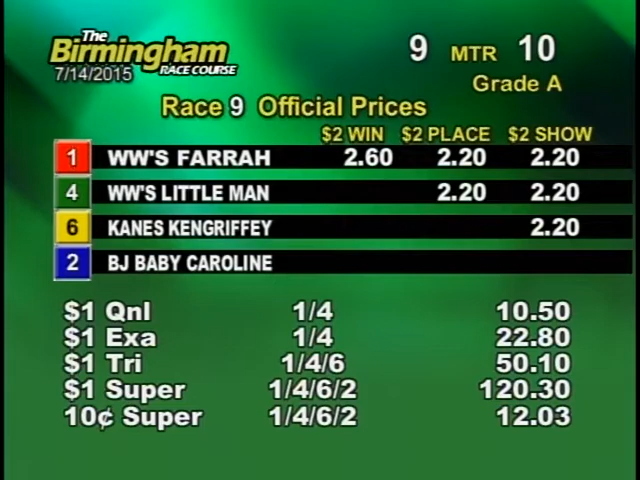 The
Birmingham
RACE COURSE
7/14/2015
9 MTR 10
Grade A
Race 9 Official Prices
$2 WIN $2 PLACE $2 SHOW
1 WW'S FARRAH 2.60 2.20 2.20
4 WW'S LITTLE MAN 2.20 2.20
6 KANES KENGRIFFEY 2.20
2 BJ BABY CAROLINE
$1 Qnl 1/4 10.50
$1 Exa 1/4 22.80
$1 Tri 1/4/6 50.10
$1 Super 1/4/6/2 120.30
10¢ Super 1/4/6/2 12.03